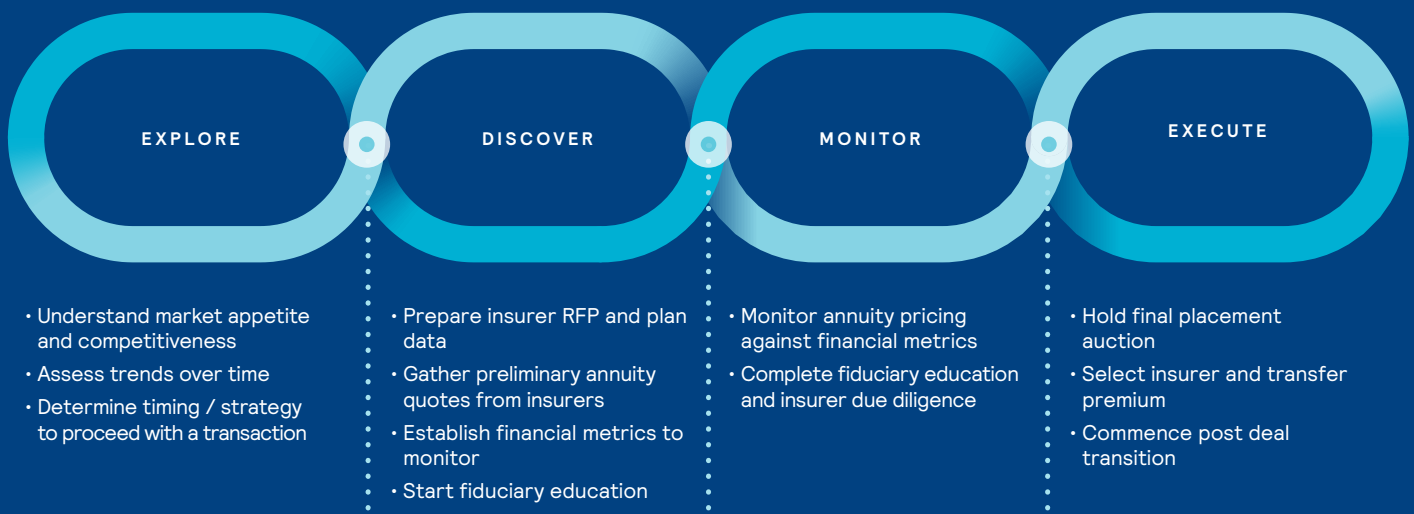 EXPLORE
DISCOVER
MONITOR
EXECUTE
• Understand market appetite
and competitiveness
• Assess trends over time
• Determine timing / strategy
to proceed with a transaction
• Prepare insurer RFP and plan
data
• Gather preliminary annuity
quotes from insurers
• Establish financial metrics to
monitor
• Start fiduciary education
• Monitor annuity pricing
against financial metrics
• Complete fiduciary education
and insurer due diligence
• Hold final placement
auction
• Select insurer and transfer
premium
• Commence post deal
transition